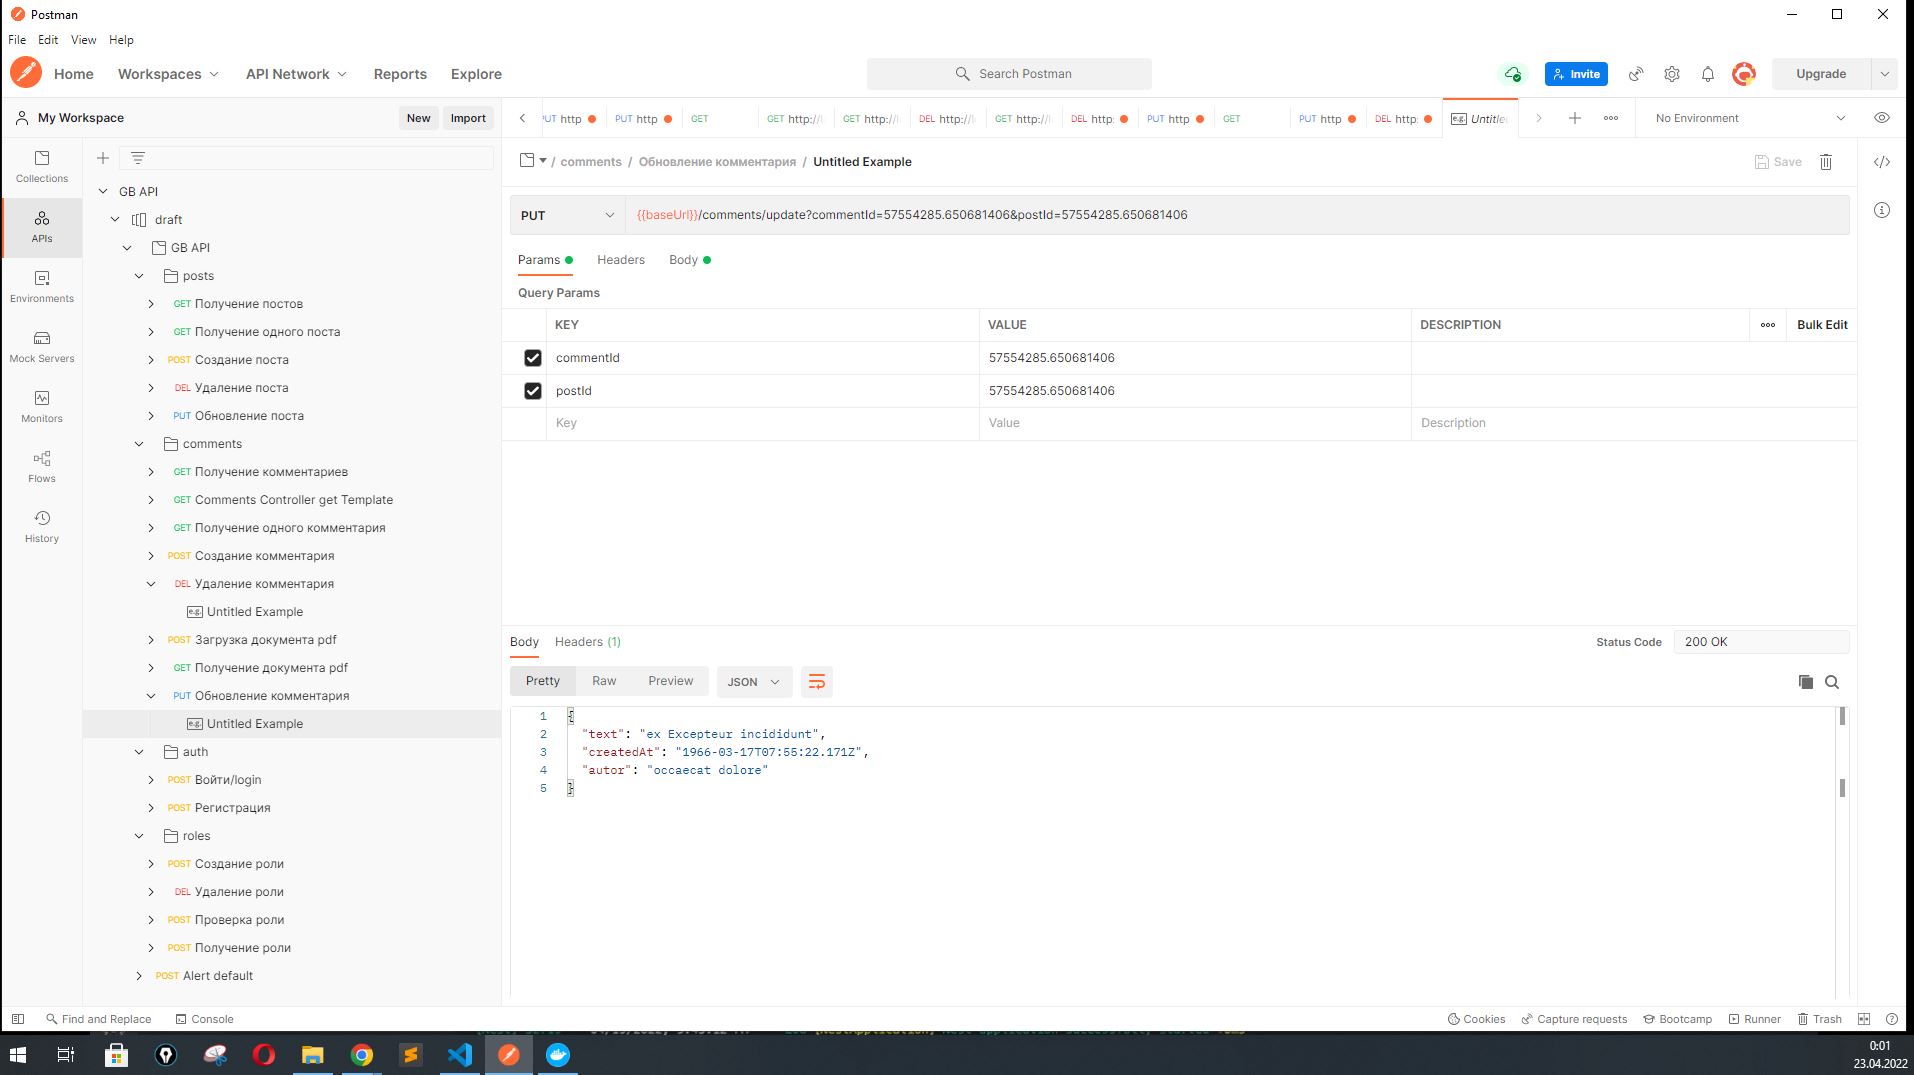 Postman
File Edit View Help
Home Workspaces API Network Reports Explore
Search Postman
Invite
Upgrade
My Workspace New Import
PUT http PUT http GET GET http:// GET http:// DEL http:// GET http:// DEL http: PUT http GET PUT http DEL http: Untitle
No Environment
Collections
APIs
Environments
Mock Servers
Monitors
Flows
History
GB API
draft
GB API
posts
GET Получение постов
GET Получение одного поста
POST Создание поста
DEL Удаление поста
PUT Обновление поста
comments
GET Получение комментариев
GET Comments Controller get Template
GET Получение одного комментария
POST Создание комментария
DEL Удаление комментария
e.g. Untitled Example
POST Загрузка документа pdf
GET Получение документа pdf
PUT Обновление комментария
e.g. Untitled Example
auth
POST Войти/login
POST Регистрация
roles
POST Создание роли
DEL Удаление роли
POST Проверка роли
POST Получение роли
POST Alert default
/ comments / Обновление комментария / Untitled Example
Save
PUT {{baseUrl}}/comments/update?commentId=57554285.650681406&postId=57554285.650681406
Params Headers Body
Query Params
KEY VALUE DESCRIPTION Bulk Edit
commentId 57554285.650681406
postId 57554285.650681406
Key Value Description
Body Headers (1) Status Code 200 OK
Pretty Raw Preview JSON
1 {
2 "text": "ex Excepteur incididunt",
3 "createdAt": "1966-03-17T07:55:22.171Z",
4 "autor": "occaecat dolore"
5 }
Find and Replace Console
Cookies Capture requests Bootcamp Runner Trash
0:01
23.04.2022